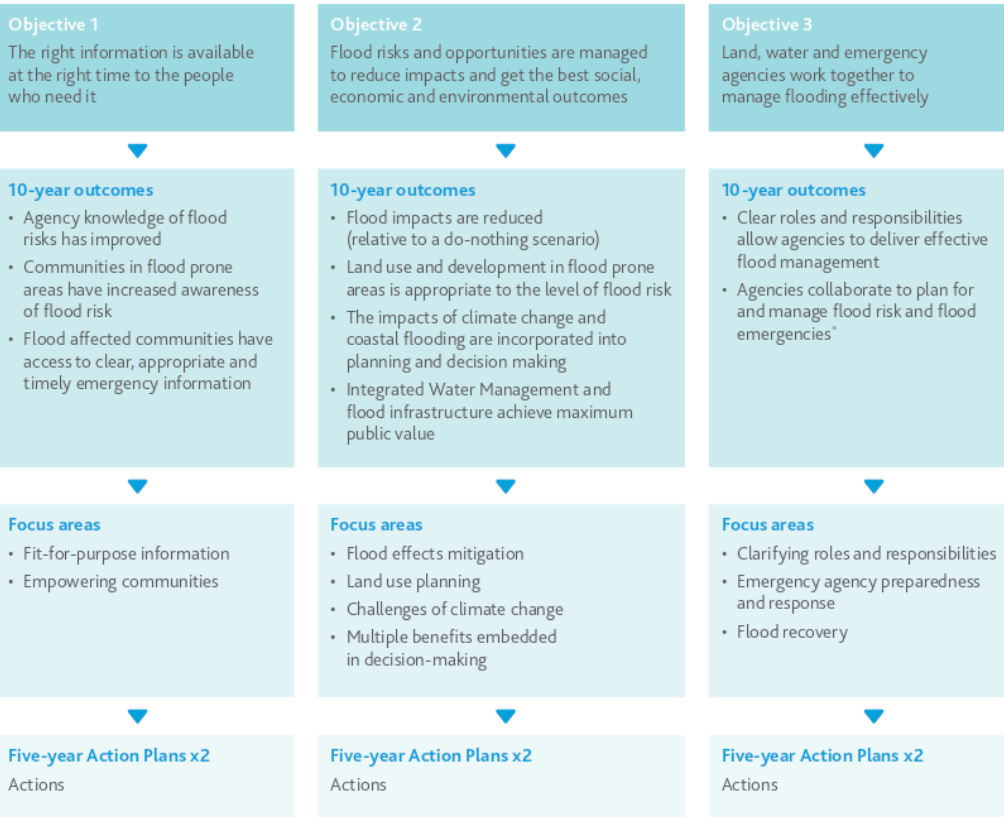 Objective 1
The right information is available
at the right time to the people
who need it
10-year outcomes
• Agency knowledge of flood
risks has improved
• Communities in flood prone
areas have increased awareness
of flood risk
• Flood affected communities have
access to clear, appropriate and
timely emergency information
Focus areas
• Fit-for-purpose information
• Empowering communities
Five-year Action Plans x2
Actions
Objective 2
Flood risks and opportunities are managed
to reduce impacts and get the best social,
economic and environmental outcomes
10-year outcomes
• Flood impacts are reduced
(relative to a do-nothing scenario)
• Land use and development in flood prone
areas is appropriate to the level of flood risk
• The impacts of climate change and
coastal flooding are incorporated into
planning and decision making
• Integrated Water Management and
flood infrastructure achieve maximum
public value
Focus areas
• Flood effects mitigation
• Land use planning
• Challenges of climate change
• Multiple benefits embedded
in decision-making
Five-year Action Plans x2
Actions
Objective 3
Land, water and emergency
agencies work together to
manage flooding effectively
10-year outcomes
• Clear roles and responsibilities
allow agencies to deliver effective
flood management
• Agencies collaborate to plan for
and manage flood risk and flood
emergencies*
Focus areas
• Clarifying roles and responsibilities
• Emergency agency preparedness
and response
• Flood recovery
Five-year Action Plans x2
Actions